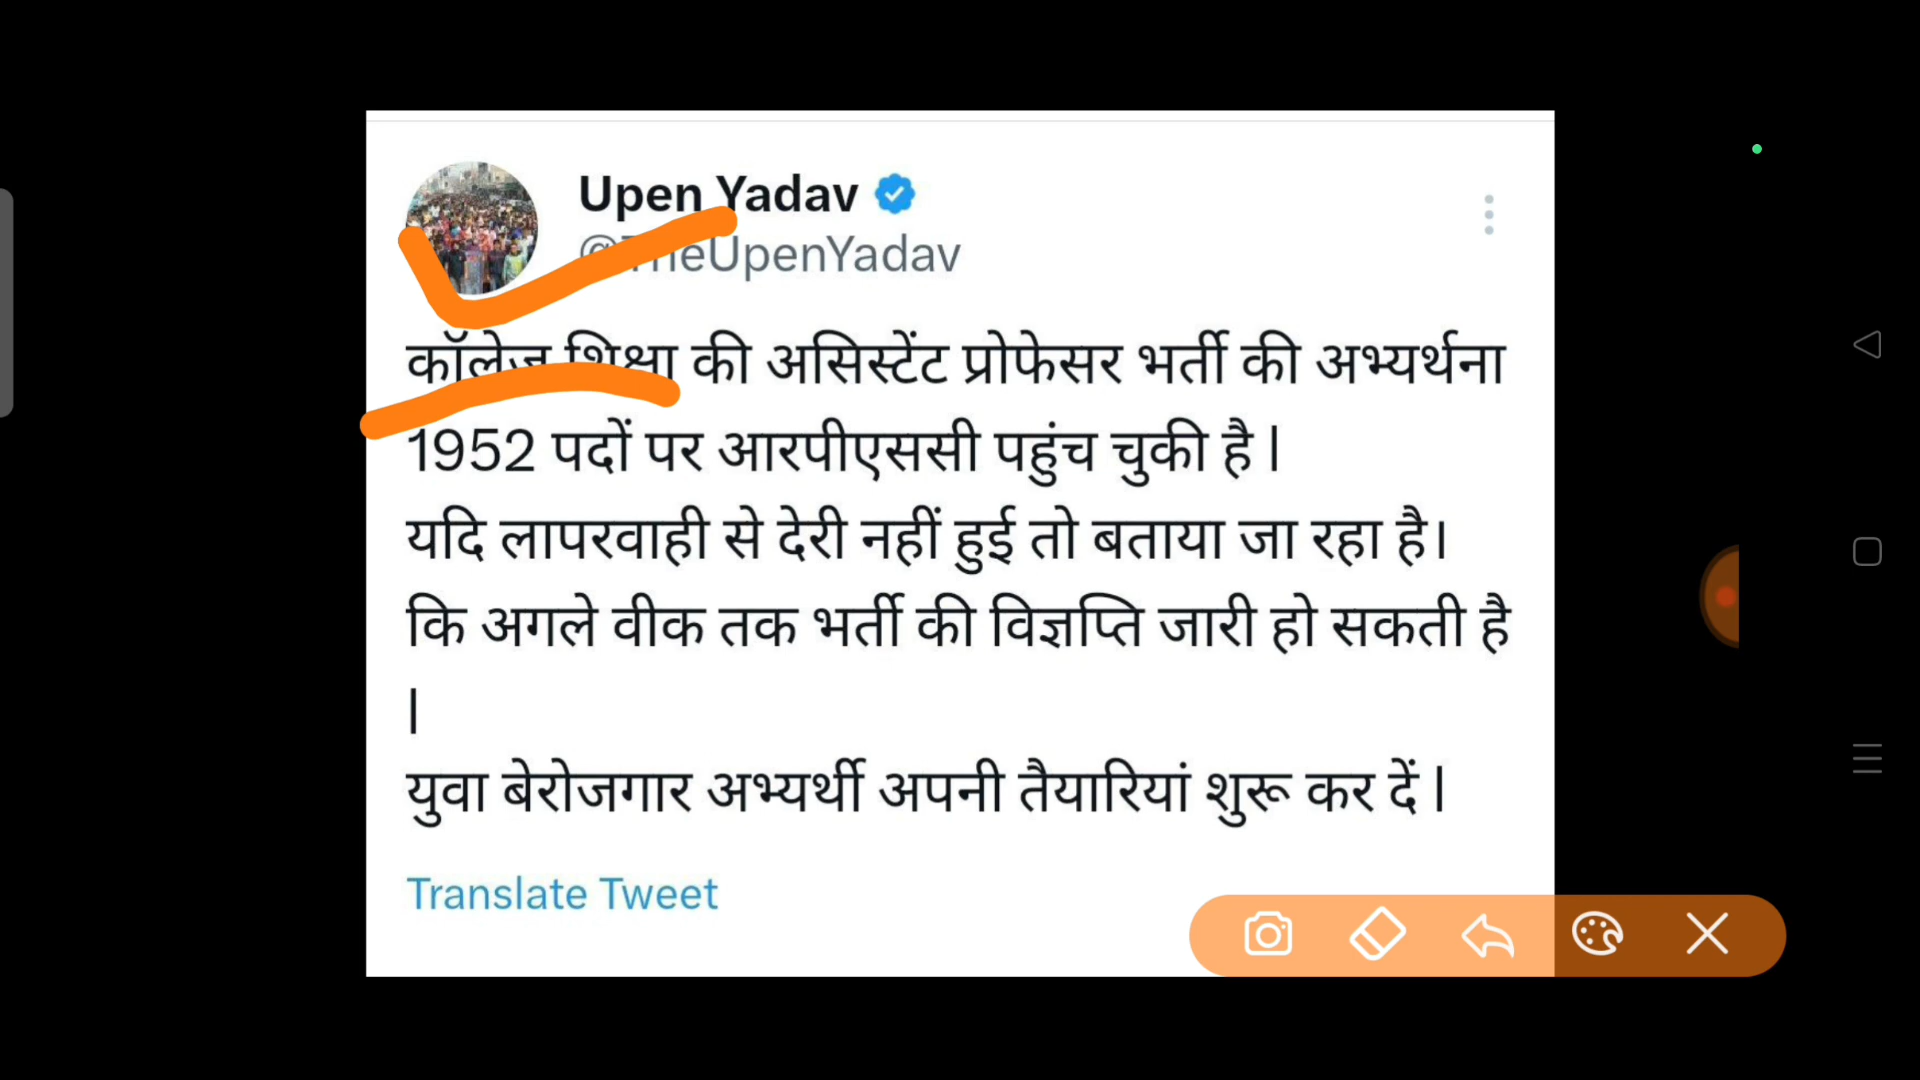 Upen Yadav
@TheUpenYadav
कॉलेज शिक्षा की असिस्टेंट प्रोफेसर भर्ती की अभ्यर्थना
1952 पदों पर आरपीएससी पहुंच चुकी है |
यदि लापरवाही से देरी नहीं हुई तो बताया जा रहा है।
कि अगले वीक तक भर्ती की विज्ञप्ति जारी हो सकती है
|
युवा बेरोजगार अभ्यर्थी अपनी तैयारियां शुरू कर दें |
Translate Tweet